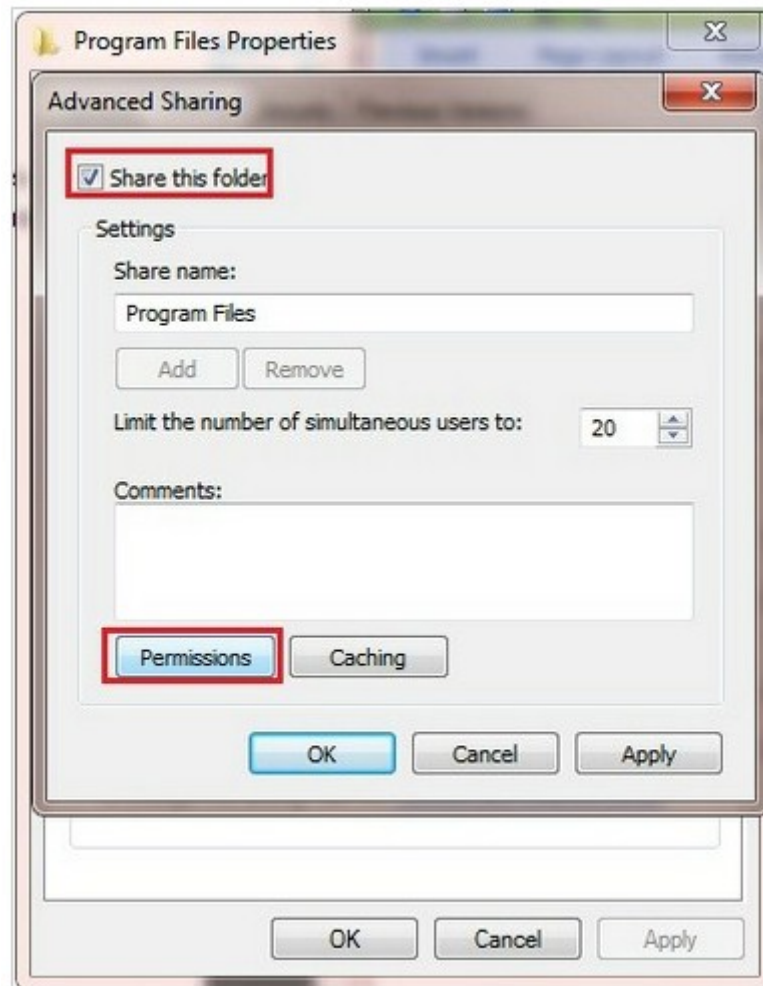 Program Files Properties
Advanced Sharing
Share this folder
Settings
Share name:
Program Files
Add Remove
Limit the number of simultaneous users to: 20
Comments:
Permissions Caching
OK Cancel Apply
OK Cancel Apply